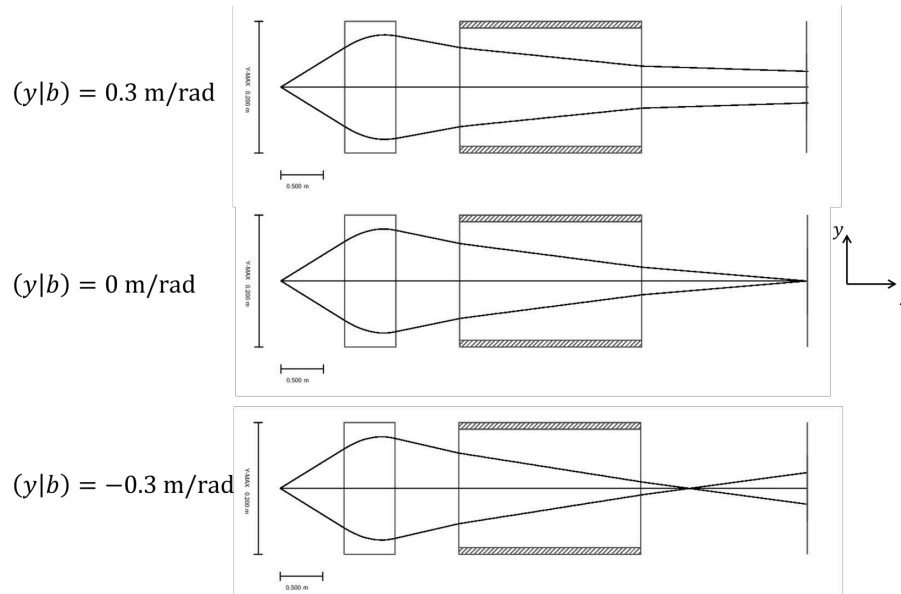 (y|b) = 0.3 m/rad
Y-MAX 0.200 m
0.500 m
(y|b) = 0 m/rad
Y-MAX 0.200 m
0.500 m
y
(y|b) = −0.3 m/rad
Y-MAX 0.200 m
0.500 m